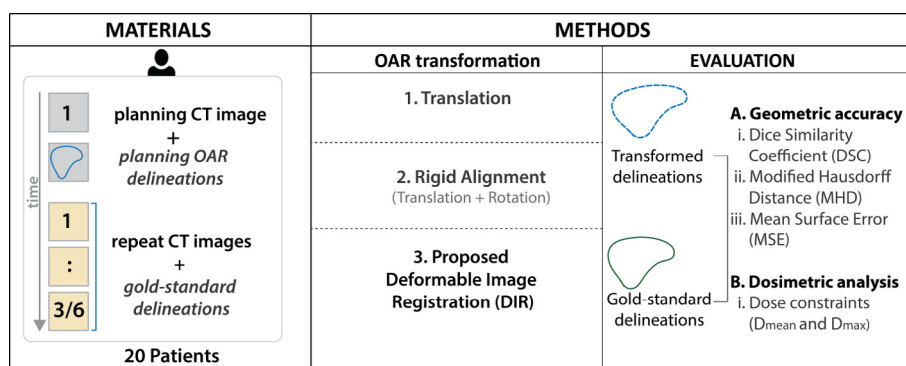 MATERIALS
METHODS
time
1
planning CT image
+
planning OAR
delineations
1
:
3/6
repeat CT images
+
gold-standard
delineations
20 Patients
OAR transformation
1. Translation
2. Rigid Alignment
(Translation + Rotation)
3. Proposed
Deformable Image
Registration (DIR)
EVALUATION
Transformed
delineations
Gold-standard
delineations
A. Geometric accuracy
i. Dice Similarity
Coefficient (DSC)
ii. Modified Hausdorff
Distance (MHD)
iii. Mean Surface Error
(MSE)
B. Dosimetric analysis
i. Dose constraints
(Dmean and Dmax)